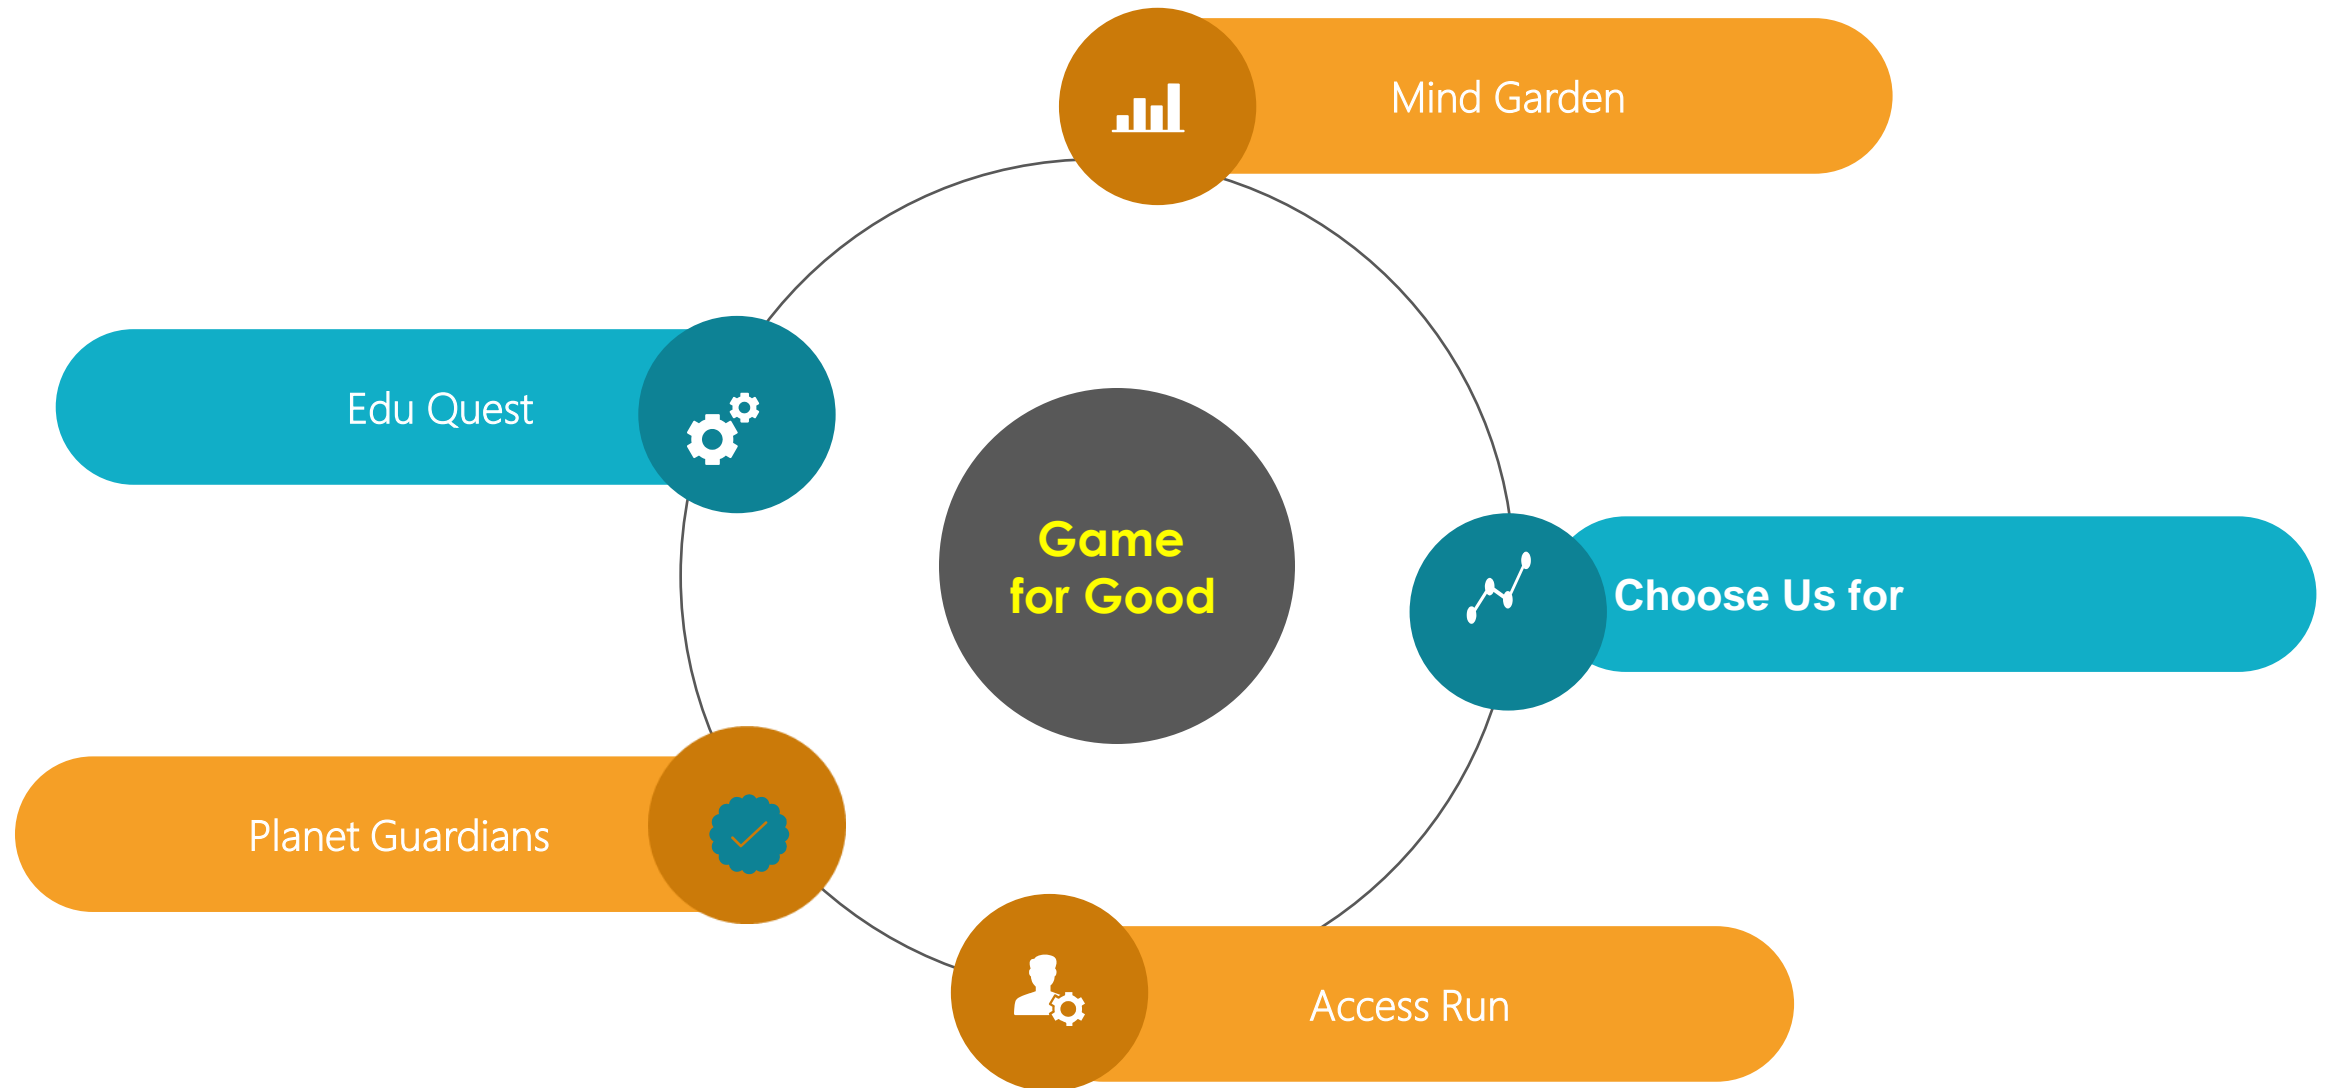 Mind Garden
Edu Quest
Game
for Good
Choose Us for
Planet Guardians
Access Run